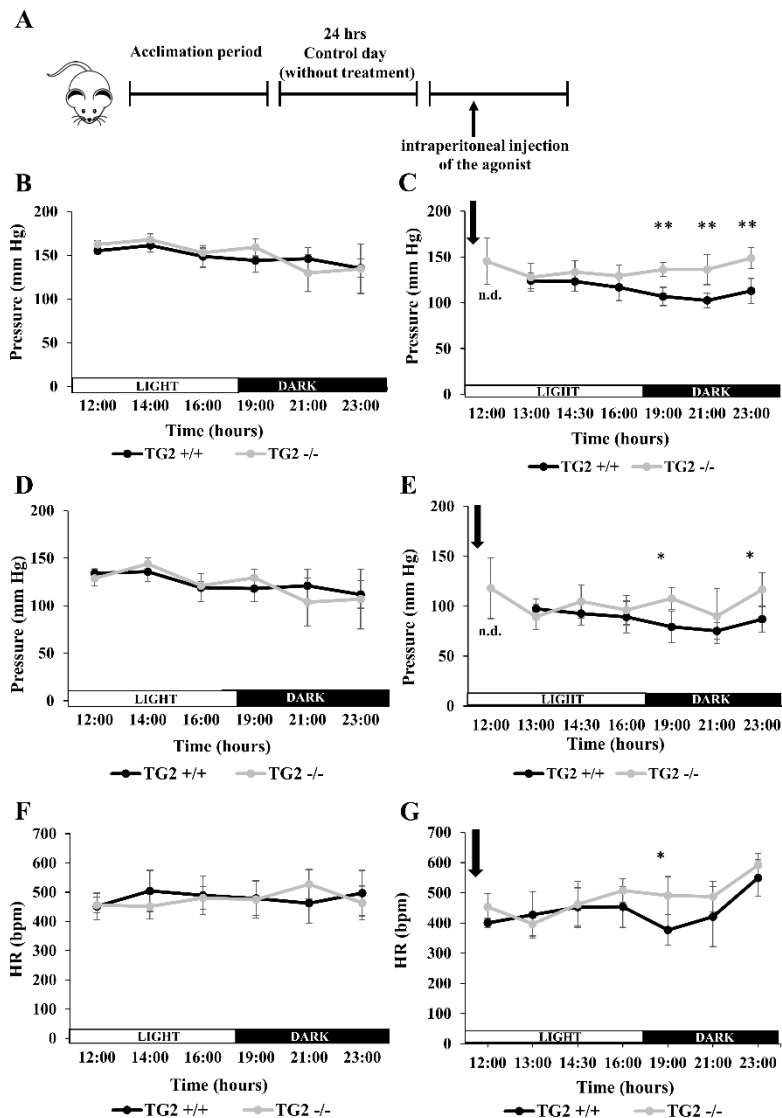 A
Acclimation period
24 hrs
Control day
(without treatment)
intraperitoneal injection
of the agonist
B
Pressure (mm Hg)
200
150
100
50
0
LIGHT DARK
12:00 14:00 16:00 19:00 21:00 23:00
Time (hours)
TG2 +/+ TG2 -/-
C
Pressure (mm Hg)
200
150
100
50
0
** ** **
n.d.
LIGHT DARK
12:00 13:00 14:30 16:00 19:00 21:00 23:00
Time (hours)
TG2 +/+ TG2 -/-
D
Pressure (mm Hg)
200
150
100
50
0
LIGHT DARK
12:00 14:00 16:00 19:00 21:00 23:00
Time (hours)
TG2 +/+ TG2 -/-
E
Pressure (mm Hg)
200
150
100
50
0
* *
n.d.
LIGHT DARK
12:00 13:00 14:30 16:00 19:00 21:00 23:00
Time (hours)
TG2 +/+ TG2 -/-
F
HR (bpm)
700
600
500
400
300
200
100
0
LIGHT DARK
12:00 14:00 16:00 19:00 21:00 23:00
Time (hours)
TG2 +/+ TG2 -/-
G
HR (bpm)
700
600
500
400
300
200
100
0
*
LIGHT DARK
12:00 13:00 14:30 16:00 19:00 21:00 23:00
Time (hours)
TG2 +/+ TG2 -/-